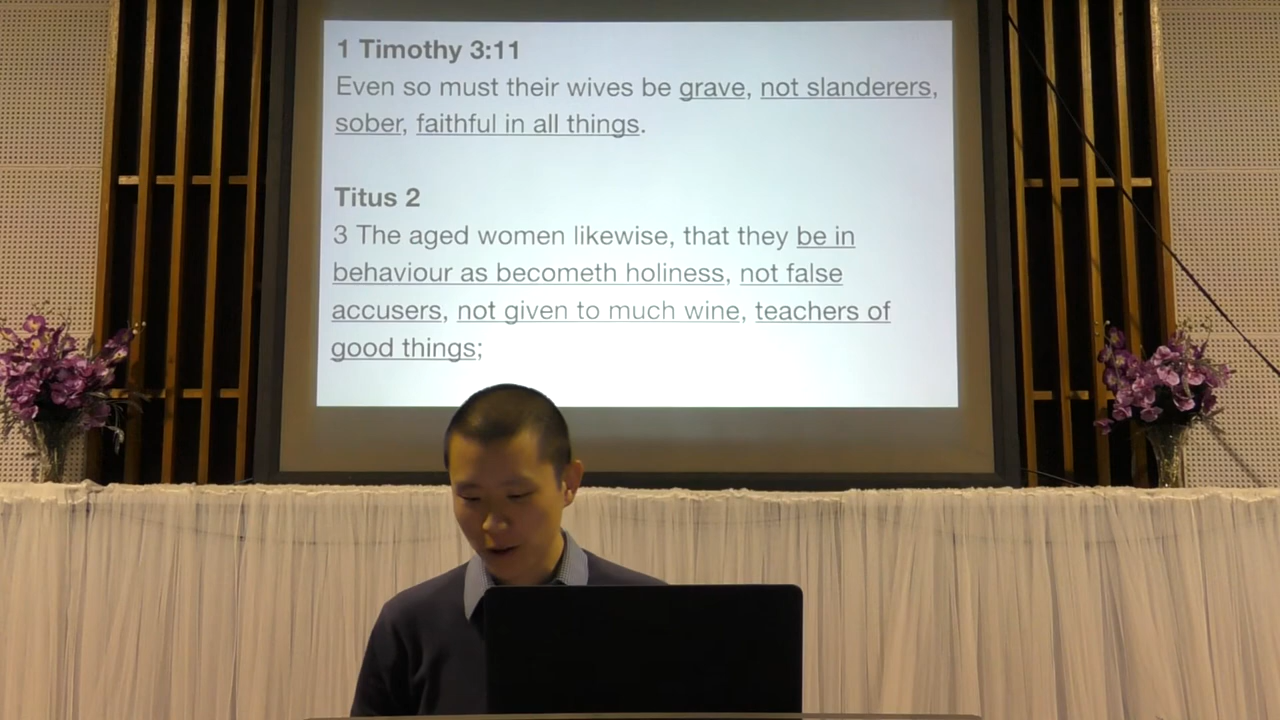 1 Timothy 3:11
Even so must their wives be grave, not slanderers,
sober, faithful in all things.
Titus 2
3 The aged women likewise, that they be in
behaviour as becometh holiness, not false
accusers, not given to much wine, teachers of
good things;